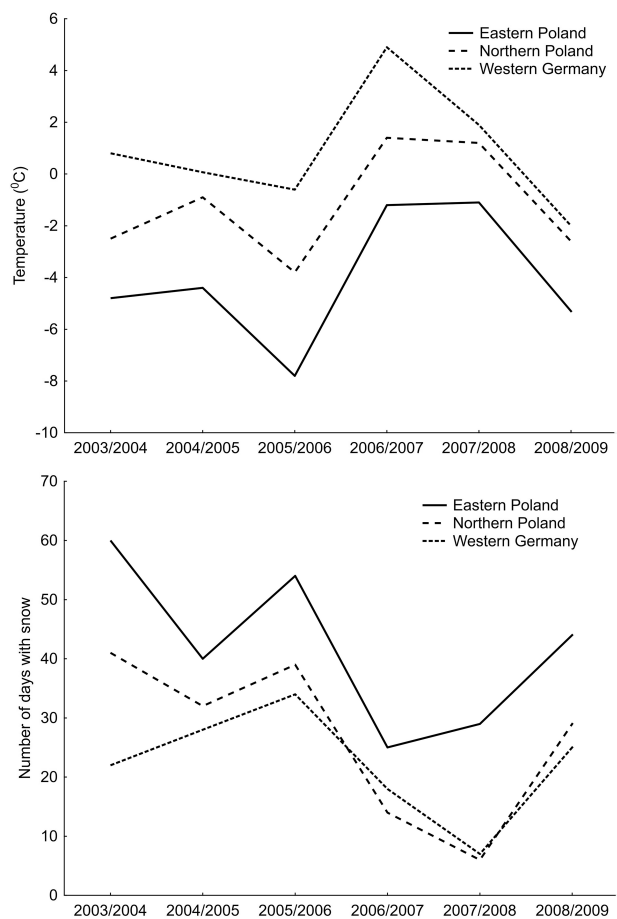 6
Eastern Poland
Northern Poland
Western Germany
4
2
0
-2
-4
-6
-8
-10
Temperature (⁰C)
2003/2004 2004/2005 2005/2006 2006/2007 2007/2008 2008/2009
70
Eastern Poland
Northern Poland
Western Germany
60
50
40
30
20
10
0
Number of days with snow
2003/2004 2004/2005 2005/2006 2006/2007 2007/2008 2008/2009